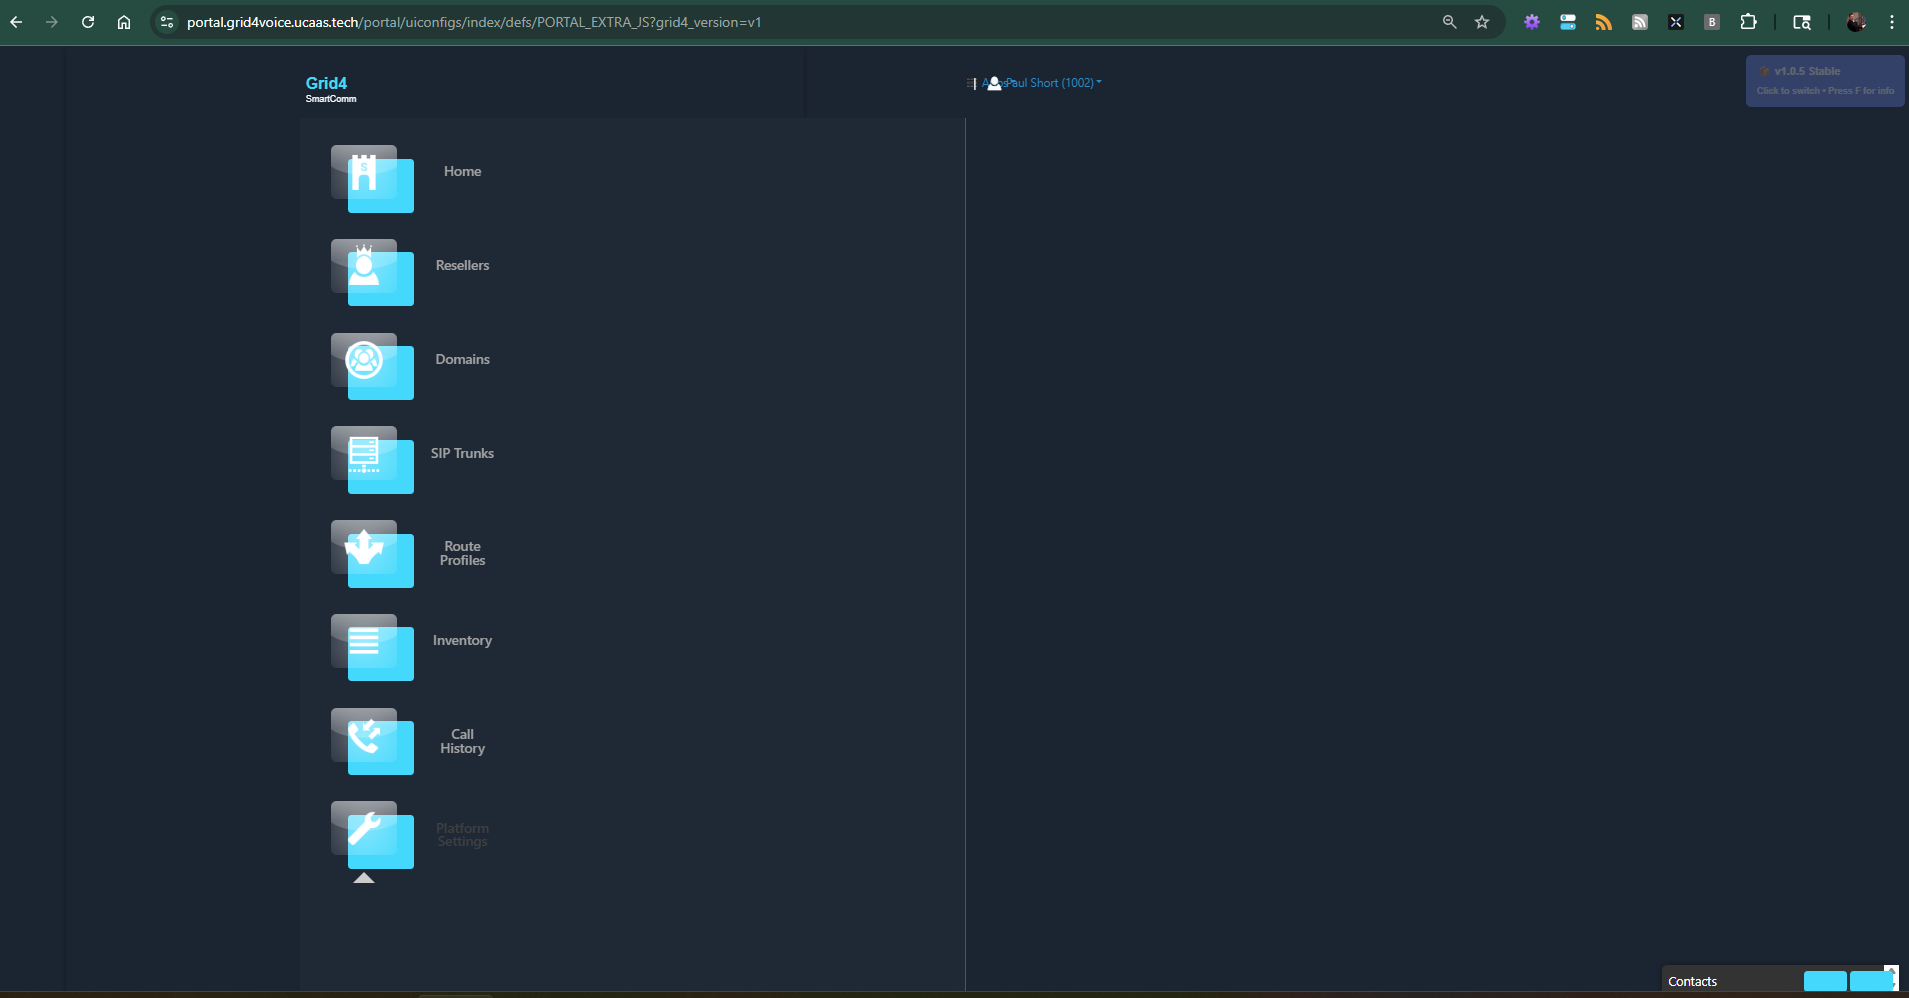 portal.grid4voice.ucaas.tech/portal/uiconfigs/index/defs/PORTAL_EXTRA_JS?grid4_version=v1
B
Grid4
SmartComm
Paul Short (1002)
v1.0.5 Stable
Click to switch • Press F for info
S
Home
Resellers
Domains
SIP Trunks
Route
Profiles
Inventory
Call
History
Platform
Settings
Contacts